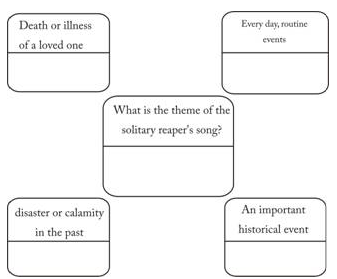 Death or illness
of a loved one
Every day, routine
events
What is the theme of the
solitary reaper's song?
disaster or calamity
in the past
An important
historical event